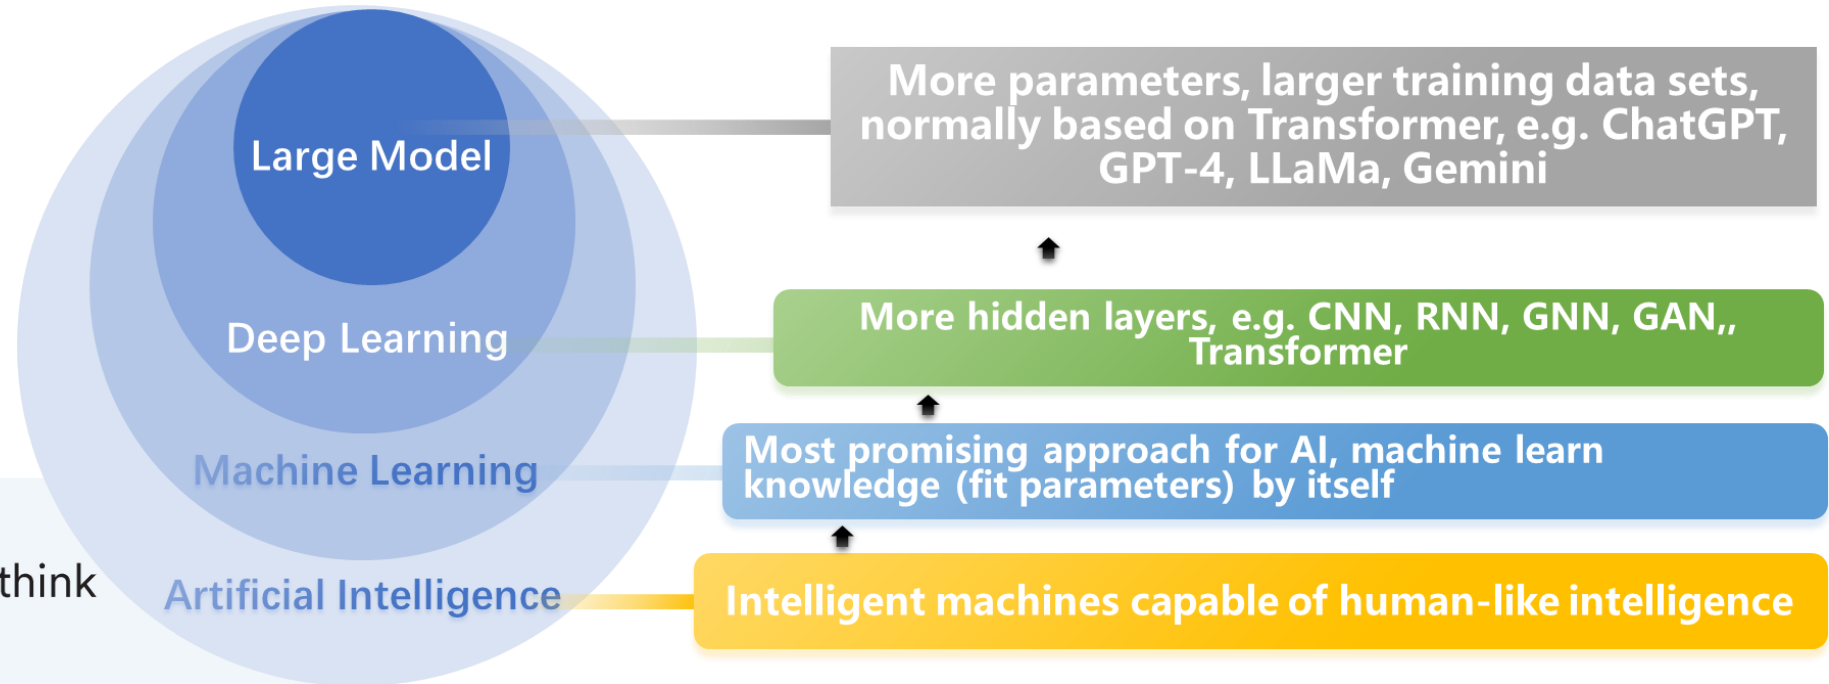 Large Model
More parameters, larger training data sets,
normally based on Transformer, e.g. ChatGPT,
GPT-4, LLaMa, Gemini
Deep Learning
More hidden layers, e.g. CNN, RNN, GNN, GAN,,
Transformer
Machine Learning
Most promising approach for AI, machine learn
knowledge (fit parameters) by itself
think
Artificial Intelligence
Intelligent machines capable of human-like intelligence